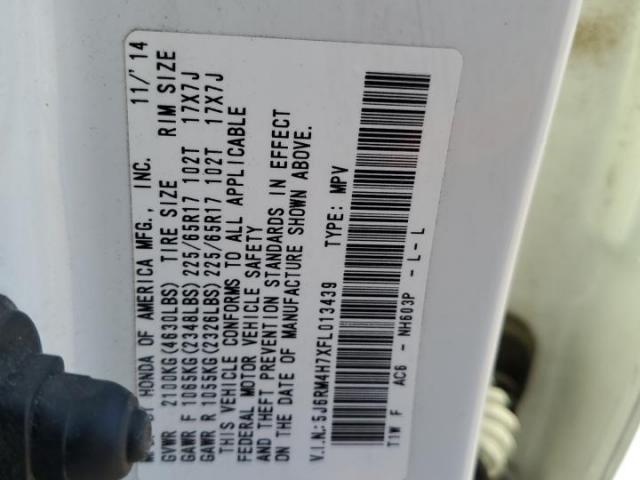 BY HONDA OF AMERICA MFG., INC. 11/'14
GVWR 2100KG(4630LBS) TIRE SIZE RIM SIZE
GAWR F 1065KG(2348LBS) 225/65R17 102T 17X7J
GAWR R 1055KG(2326LBS) 225/65R17 102T 17X7J
THIS VEHICLE CONFORMS TO ALL APPLICABLE
FEDERAL MOTOR VEHICLE SAFETY
AND THEFT PREVENTION STANDARDS IN EFFECT
ON THE DATE OF MANUFACTURE SHOWN ABOVE.
V.I.N.: 5J6RM4H7XFL013439 TYPE: MPV
T1W F AC6 - NH603P - L - L